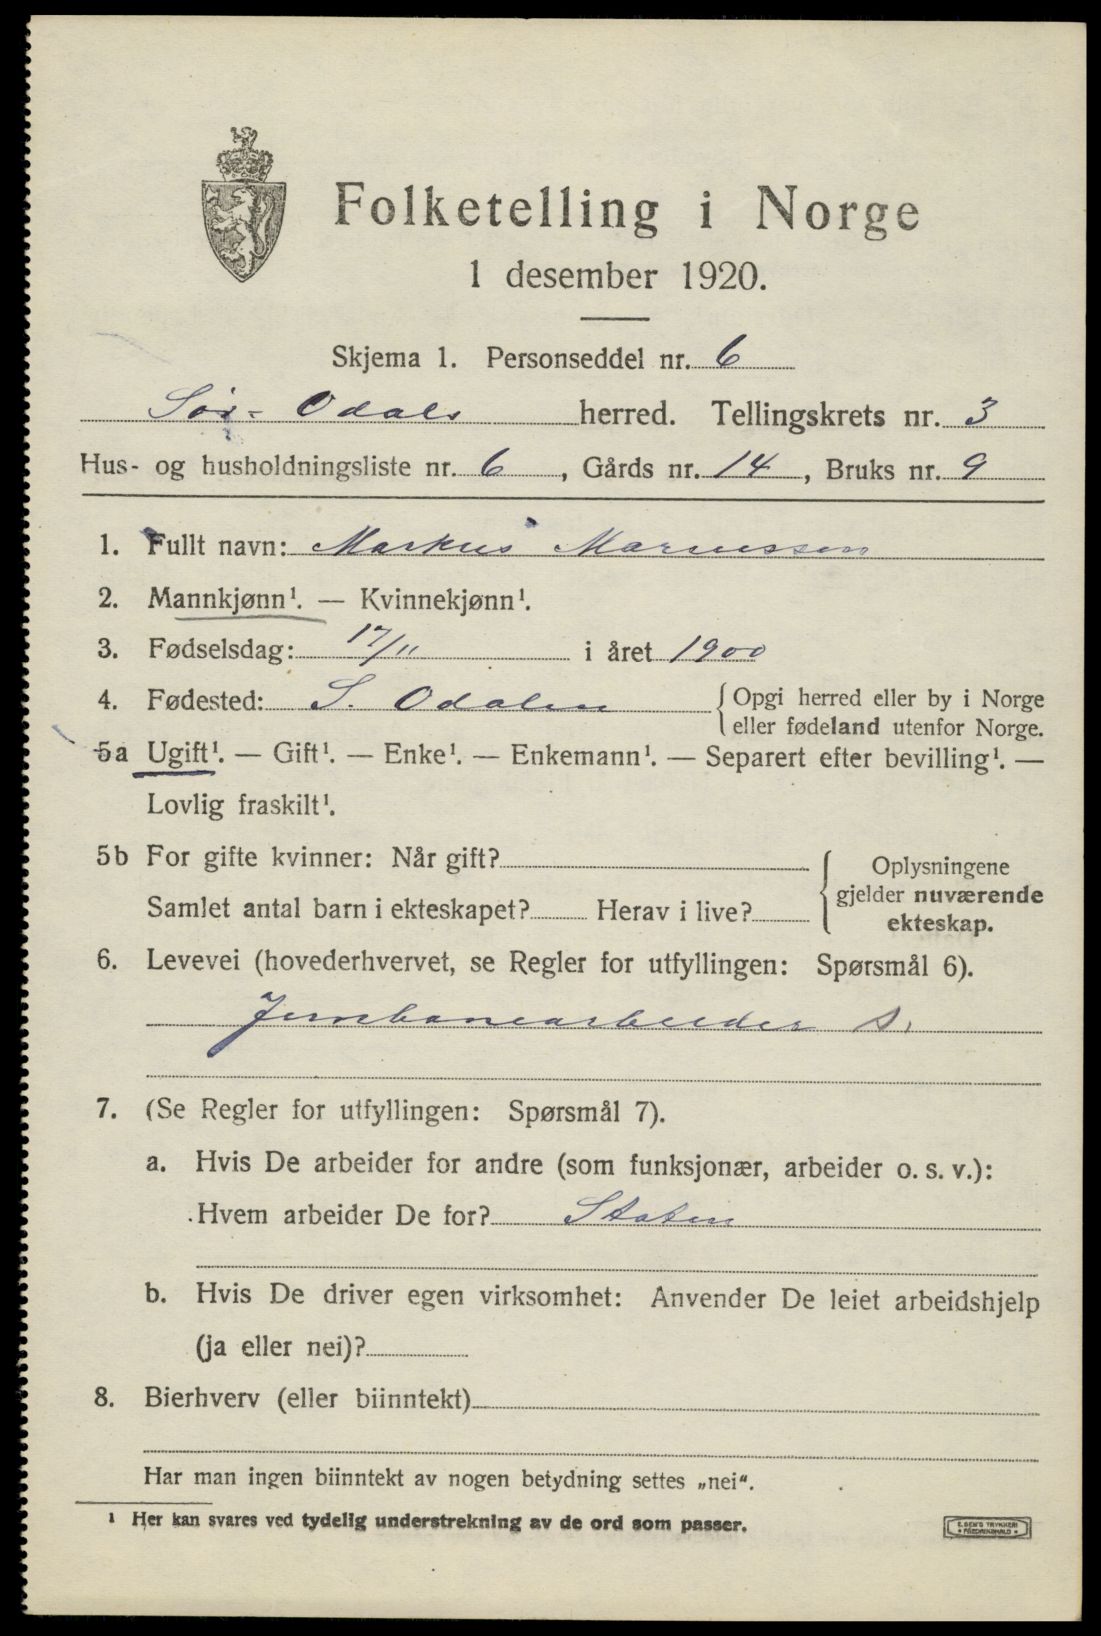 Folketelling i Norge
1 desember 1920.
Skjema 1. Personseddel nr. 6
Sør-Odals herred. Tellingskrets nr. 3
Hus- og husholdningsliste nr. 6, Gårds nr. 14, Bruks nr. 9
1. Fullt navn: Markus
2. Mannkjønn¹. — Kvinnekjønn¹.
3. Fødselsdag: 17/11 i året 1900
4. Fødested: S. Odalen {Opgi herred eller by i Norge
eller fødeland utenfor Norge.
5a Ugift¹. — Gift¹. — Enke¹. — Enkemann¹. — Separert efter bevilling¹. —
Lovlig fraskilt¹.
5b For gifte kvinner: Når gift?
Samlet antal barn i ekteskapet? Herav i live?
{ Oplysningene
gjelder nuværende
ekteskap.
6. Levevei (hovederhvervet, se Regler for utfyllingen: Spørsmål 6).
Jernbanearbeider s.
7. (Se Regler for utfyllingen: Spørsmål 7).
a. Hvis De arbeider for andre (som funksjonær, arbeider o. s. v.):
Hvem arbeider De for? Staten
b. Hvis De driver egen virksomhet: Anvender De leiet arbeidshjelp
(ja eller nei)?
8. Bierhverv (eller biinntekt)
Har man ingen biinntekt av nogen betydning settes „nei“.
¹ Her kan svares ved tydelig understrekning av de ord som passer.